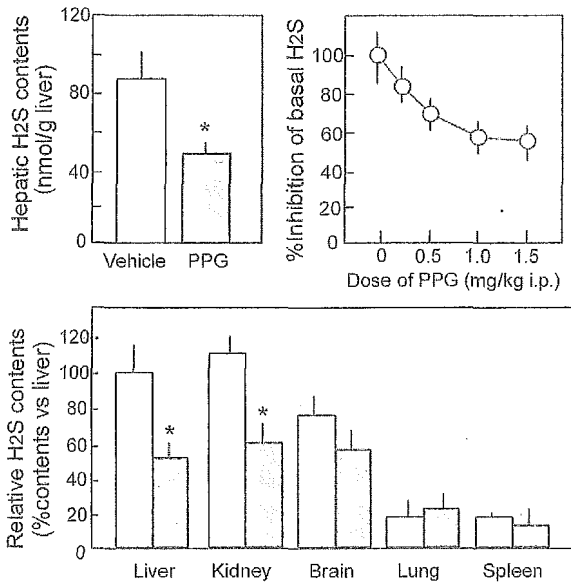 Hepatic H2S contents
(nmol/g liver)
120
80
40
0
*
Vehicle PPG
%Inhibition of basal H2S
100
80
60
40
20
0
0 0.5 1.0 1.5
Dose of PPG (mg/kg i.p.)
Relative H2S contents
(%contents vs liver)
120
100
80
60
40
20
0
*
*
Liver Kidney Brain Lung Spleen